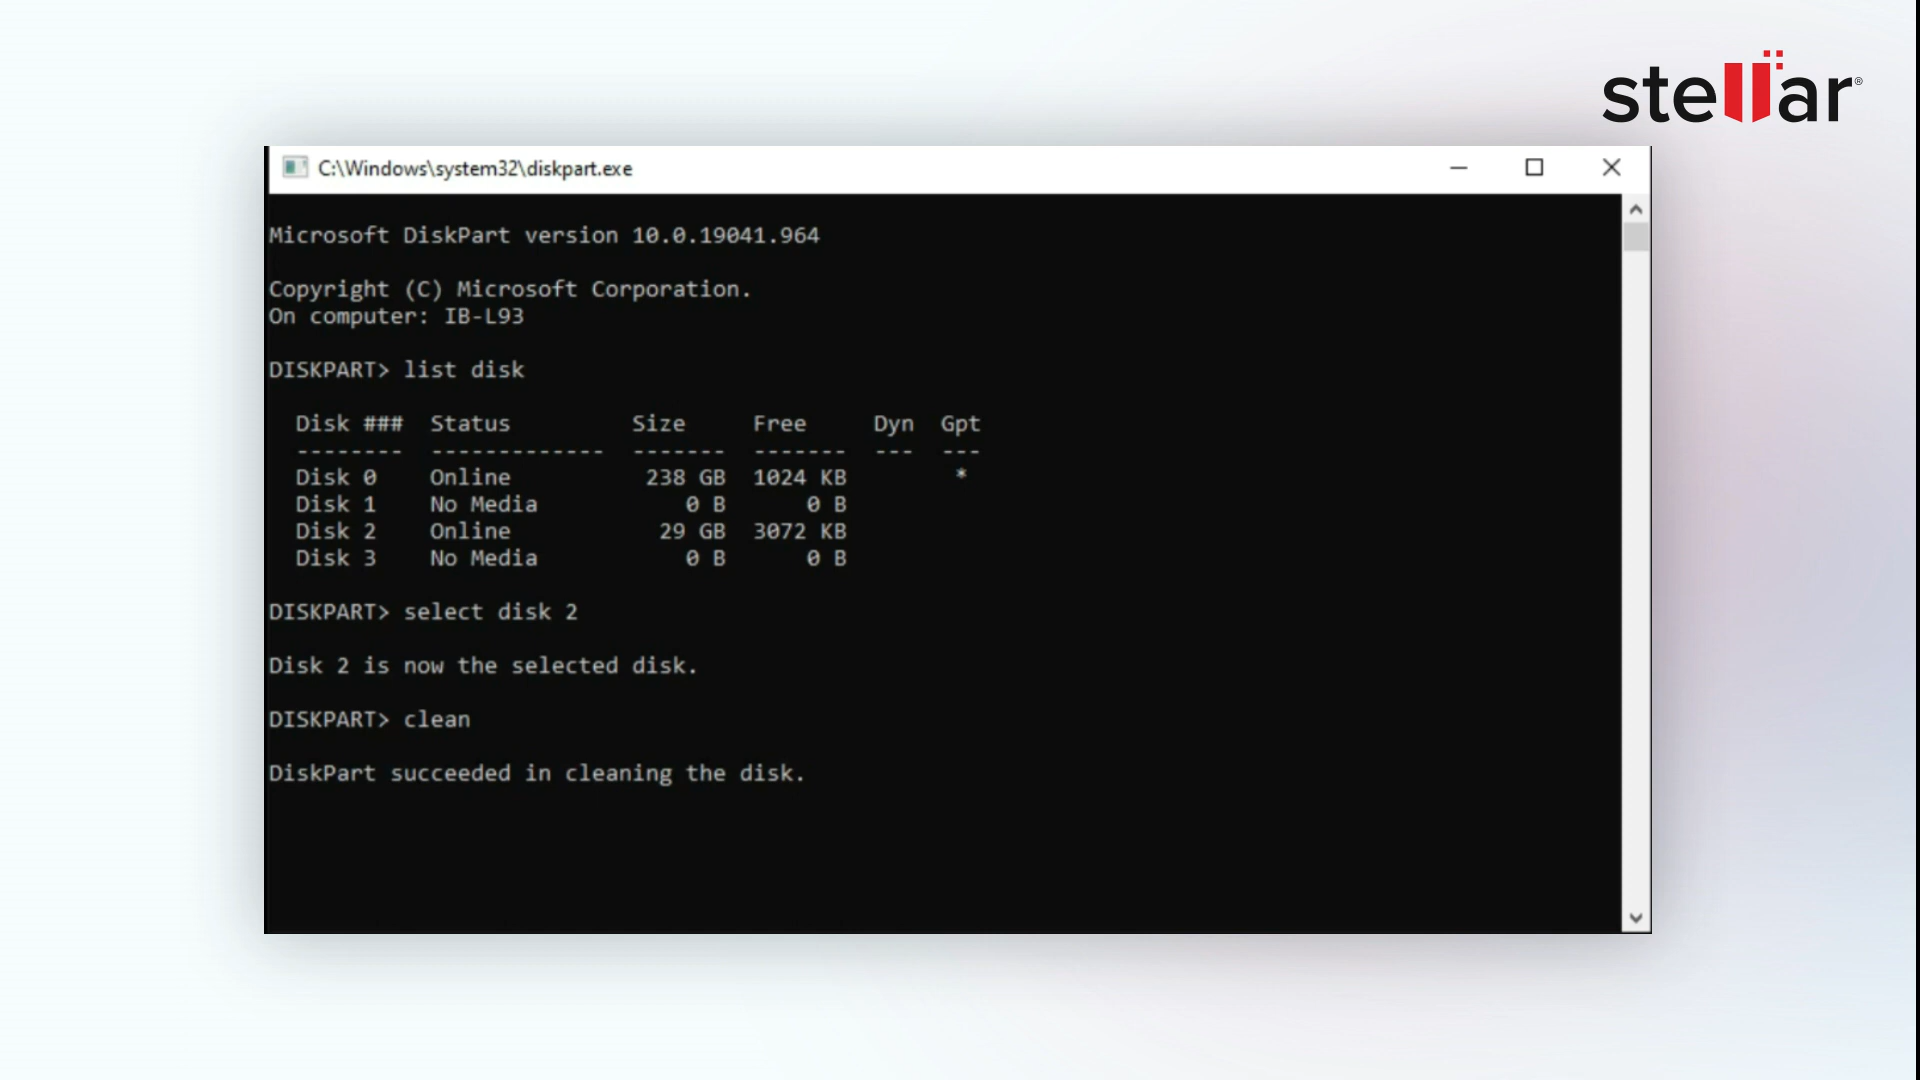 stellar®
C:\Windows\system32\diskpart.exe
Microsoft DiskPart version 10.0.19041.964
Copyright (C) Microsoft Corporation.
On computer: IB-L93
DISKPART> list disk
  Disk ###  Status         Size     Free     Dyn  Gpt
  --------  -------------  -------  -------  ---  ---
  Disk 0    Online          238 GB  1024 KB        *
  Disk 1    No Media           0 B      0 B
  Disk 2    Online           29 GB  3072 KB
  Disk 3    No Media           0 B      0 B
DISKPART> select disk 2
Disk 2 is now the selected disk.
DISKPART> clean
DiskPart succeeded in cleaning the disk.